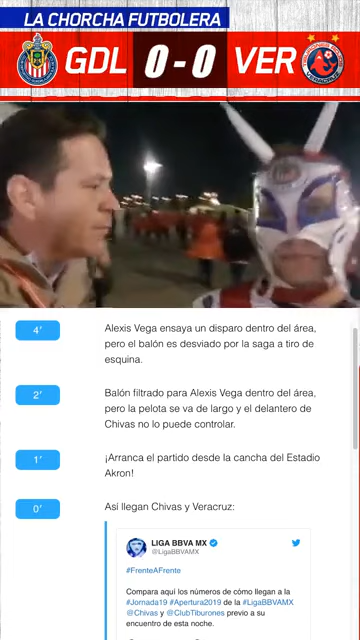 LA CHORCHA FUTBOLERA
GDL 0-0 VER
VERACRUZ
4'
Alexis Vega ensaya un disparo dentro del área,
pero el balón es desviado por la saga a tiro de
esquina.
2'
Balón filtrado para Alexis Vega dentro del área,
pero la pelota se va de largo y el delantero de
Chivas no lo puede controlar.
1'
¡Arranca el partido desde la cancha del Estadio
Akron!
0'
Así llegan Chivas y Veracruz:
LIGA BBVA MX
@LigaBBVAMX
#FrenteAFrente
Compara aquí los números de cómo llegan a la
#Jornada19 #Apertura2019 de la #LigaBBVAMX
@Chivas y @ClubTiburones previo a su
encuentro de esta noche.